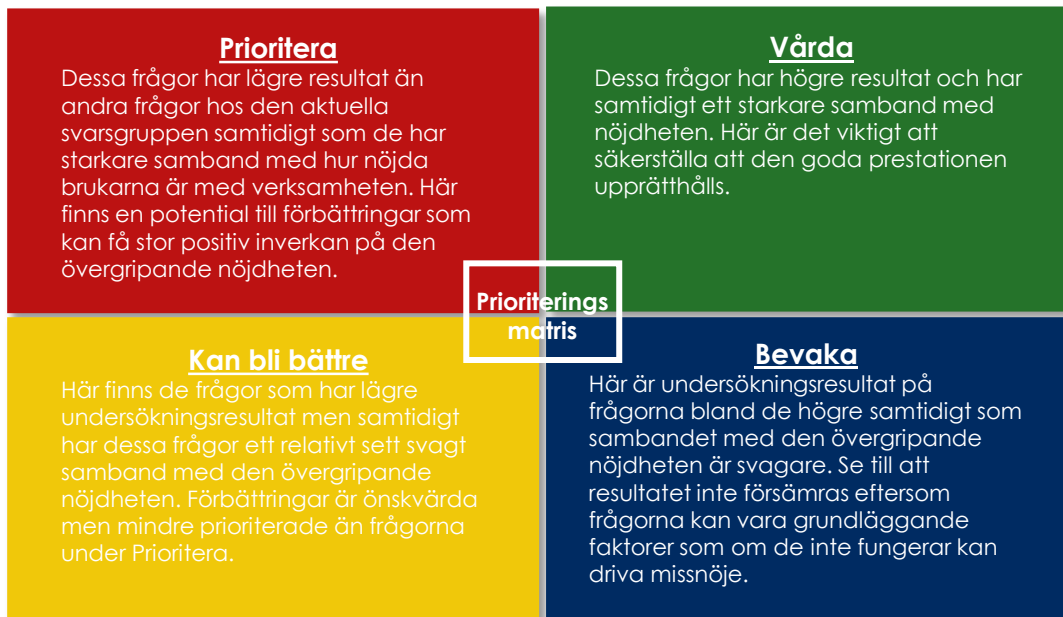 Prioritera
Dessa frågor har lägre resultat än
andra frågor hos den aktuella
svarsgruppen samtidigt som de har
starkare samband med hur nöjda
brukarna är med verksamheten. Här
finns en potential till förbättringar som
kan få stor positiv inverkan på den
övergripande nöjdheten.
Vårda
Dessa frågor har högre resultat och har
samtidigt ett starkare samband med
nöjdheten. Här är det viktigt att
säkerställa att den goda prestationen
upprätthålls.
Prioriterings
matris
Kan bli bättre
Här finns de frågor som har lägre
undersökningsresultat men samtidigt
har dessa frågor ett relativt sett svagt
samband med den övergripande
nöjdheten. Förbättringar är önskvärda
men mindre prioriterade än frågorna
under Prioritera.
Bevaka
Här är undersökningsresultat på
frågorna bland de högre samtidigt som
sambandet med den övergripande
nöjdheten är svagare. Se till att
resultatet inte försämras eftersom
frågorna kan vara grundläggande
faktorer som om de inte fungerar kan
driva missnöje.